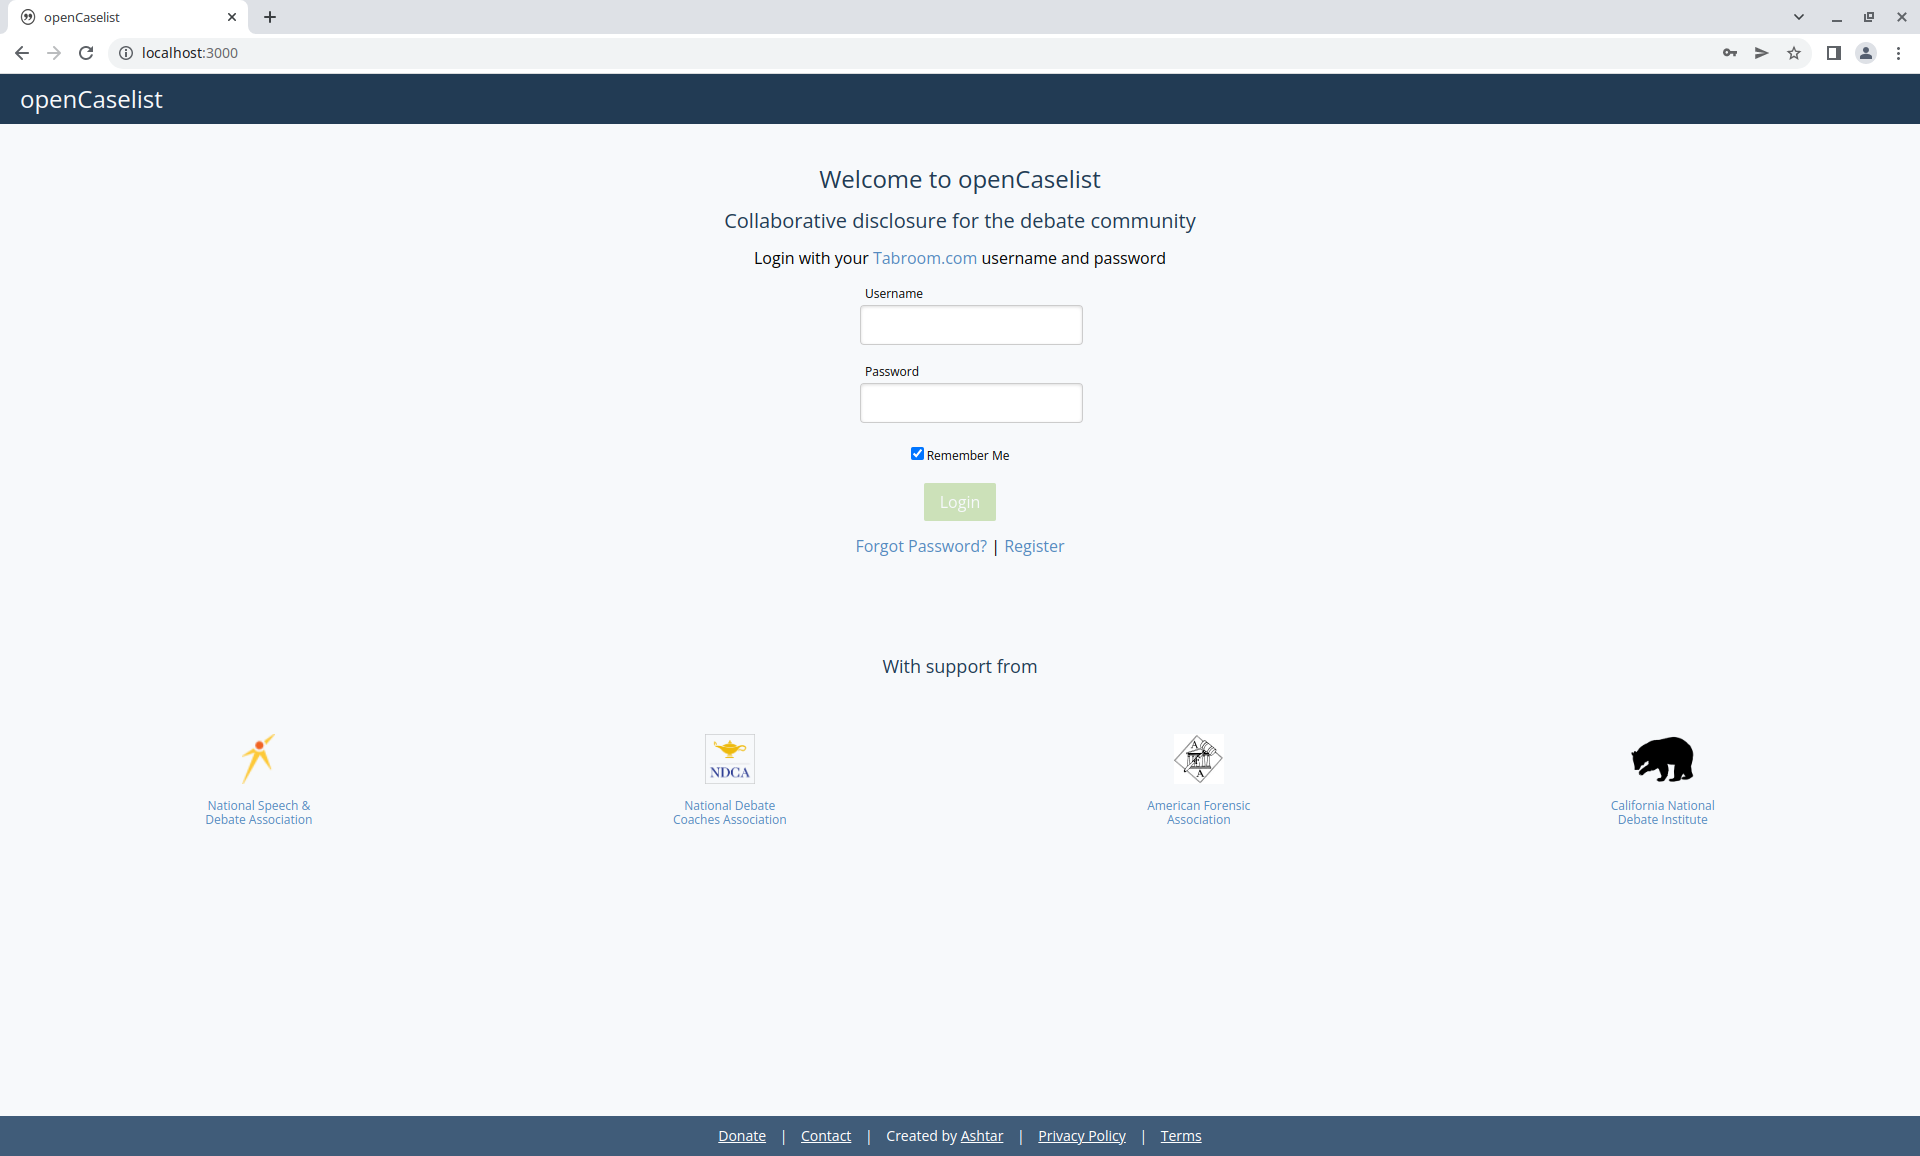 openCaselist
localhost:3000
openCaselist
Welcome to openCaselist
Collaborative disclosure for the debate community
Login with your Tabroom.com username and password
Username
Password
Remember Me
Login
Forgot Password? | Register
With support from
NDCA
A
F
A
National Speech &
Debate Association
National Debate
Coaches Association
American Forensic
Association
California National
Debate Institute
Donate | Contact | Created by Ashtar | Privacy Policy | Terms